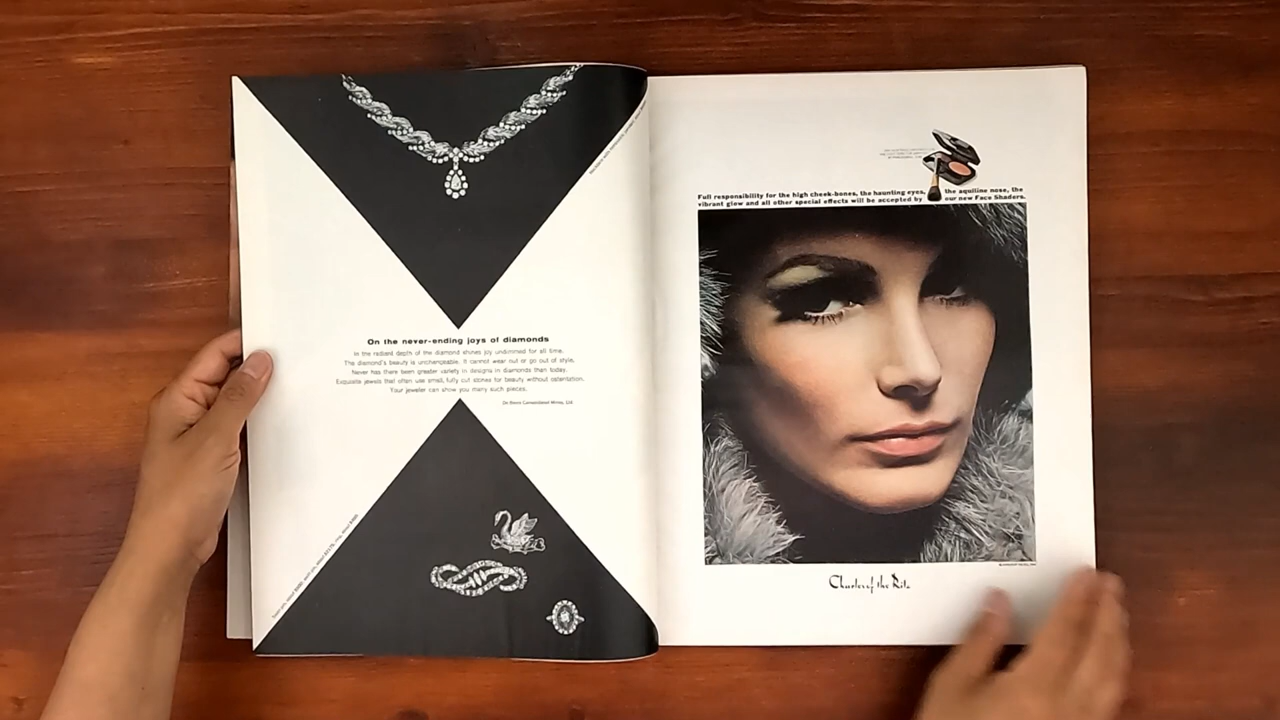 On the never-ending joys of diamonds
In the radiant depth of the diamond shines joy undimmed for all time.
The diamond's beauty is unchangeable. It cannot wear out or go out of style.
Never has there been greater variety in designs in diamonds than today.
Exquisite jewels that often use small, fully cut stones for beauty without ostentation.
Your jeweler can show you many such pieces.
De Beers Consolidated Mines, Ltd.
Full responsibility for the high cheek-bones, the haunting eyes, the aquiline nose, the
vibrant glow and all other special effects will be accepted by our new Face Shaders.
Charles of the Ritz